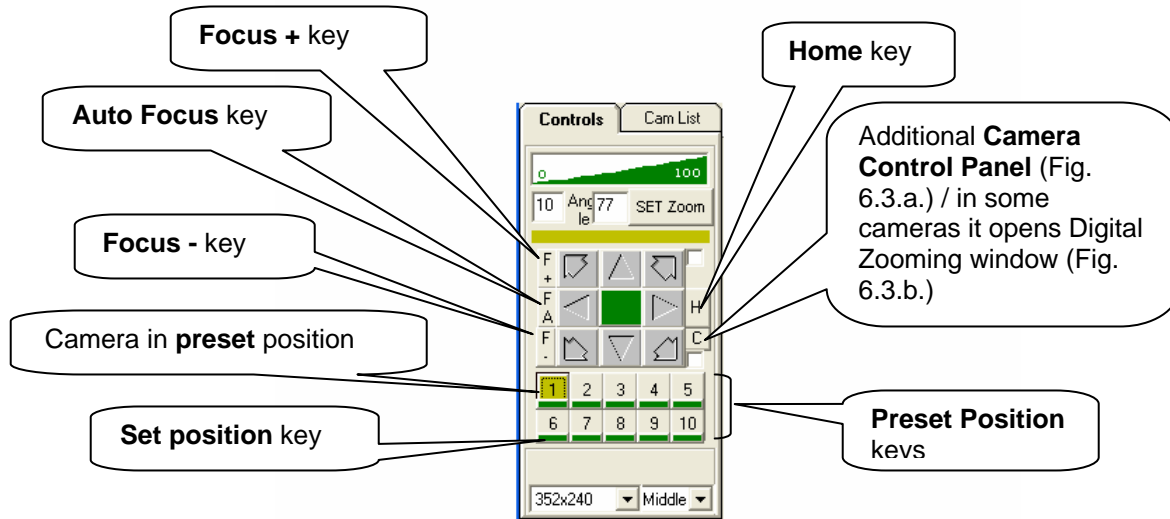 Focus + key
Home key
Auto Focus key
Additional Camera
Control Panel (Fig.
6.3.a.) / in some
cameras it opens Digital
Zooming window (Fig.
6.3.b.)
Focus - key
Camera in preset position
Set position key
Preset Position
keys
Controls
Cam List
0 100
10 Ang
le 77 SET Zoom
F
+
F
A
H
F
-
C
1 2 3 4 5
6 7 8 9 10
352x240 Middle